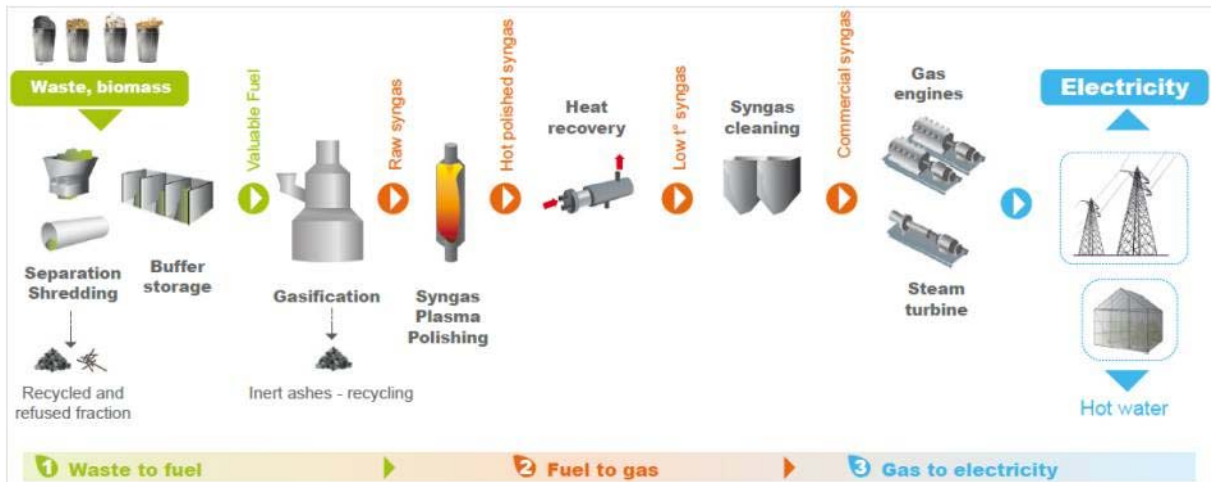 Waste, biomass
Separation
Shredding
Recycled and
refused fraction
Buffer
storage
Valuable Fuel
Gasification
Inert ashes - recycling
Raw syngas
Syngas
Plasma
Polishing
Hot polished syngas
Heat
recovery
Low t° syngas
Syngas
cleaning
Commercial syngas
Gas
engines
Steam
turbine
Electricity
Hot water
1 Waste to fuel
2 Fuel to gas
3 Gas to electricity